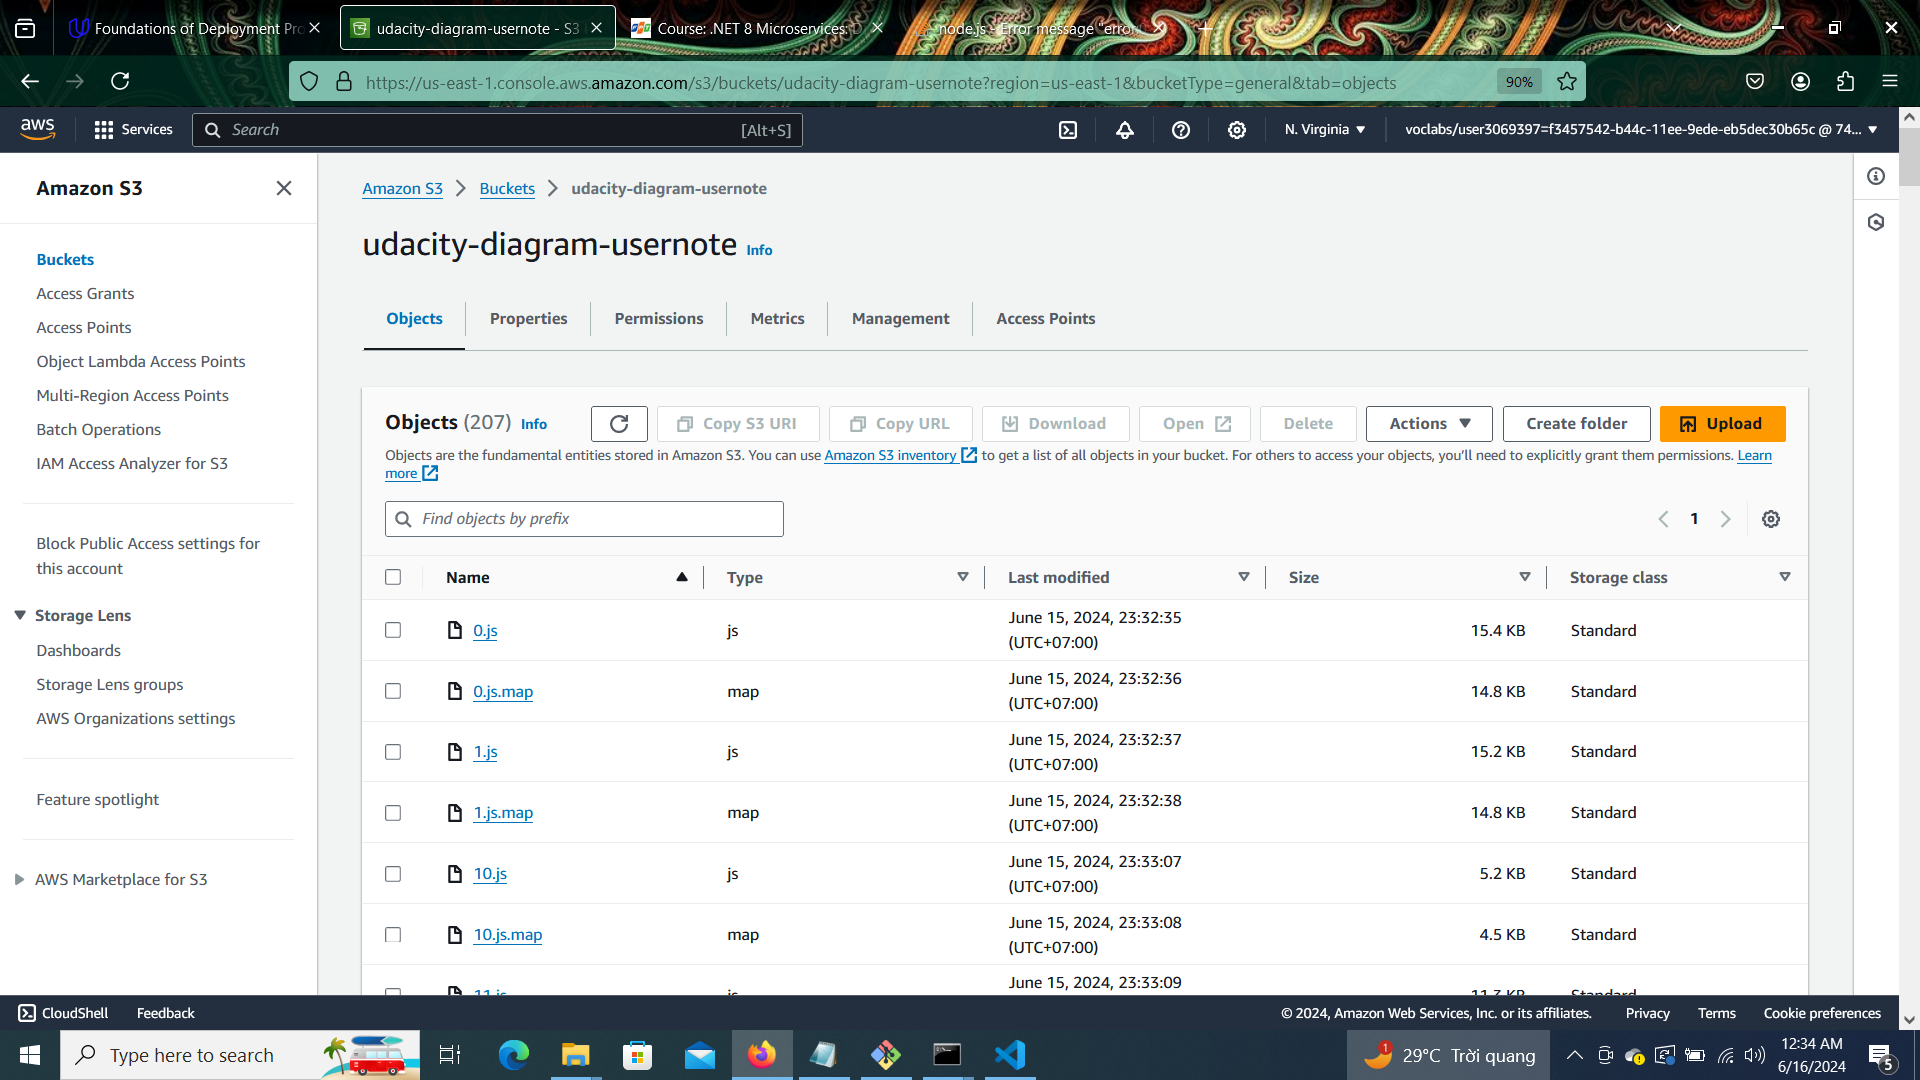 Foundations of Deployment Pro
udacity-diagram-usernote - S3
Course: .NET 8 Microservices: D
node.js - Error message "error:
https://us-east-1.console.aws.amazon.com/s3/buckets/udacity-diagram-usernote?region=us-east-1&bucketType=general&tab=objects
90%
aws
Services
Search
[Alt+S]
N. Virginia
voclabs/user3069397=f3457542-b44c-11ee-9ede-eb5dec30b65c @ 74...
Amazon S3
Buckets
Access Grants
Access Points
Object Lambda Access Points
Multi-Region Access Points
Batch Operations
IAM Access Analyzer for S3
Block Public Access settings for
this account
Storage Lens
Dashboards
Storage Lens groups
AWS Organizations settings
Feature spotlight
AWS Marketplace for S3
Amazon S3 > Buckets > udacity-diagram-usernote
udacity-diagram-usernote Info
Objects
Properties
Permissions
Metrics
Management
Access Points
Objects (207) Info
Copy S3 URI
Copy URL
Download
Open
Delete
Actions
Create folder
Upload
Objects are the fundamental entities stored in Amazon S3. You can use Amazon S3 inventory to get a list of all objects in your bucket. For others to access your objects, you'll need to explicitly grant them permissions. Learn
more
Find objects by prefix
1
Name Type Last modified Size Storage class
0.js js June 15, 2024, 23:32:35 (UTC+07:00) 15.4 KB Standard
0.js.map map June 15, 2024, 23:32:36 (UTC+07:00) 14.8 KB Standard
1.js js June 15, 2024, 23:32:37 (UTC+07:00) 15.2 KB Standard
1.js.map map June 15, 2024, 23:32:38 (UTC+07:00) 14.8 KB Standard
10.js js June 15, 2024, 23:33:07 (UTC+07:00) 5.2 KB Standard
10.js.map map June 15, 2024, 23:33:08 (UTC+07:00) 4.5 KB Standard
11.js js June 15, 2024, 23:33:09 11.3 KB Standard
CloudShell
Feedback
© 2024, Amazon Web Services, Inc. or its affiliates.
Privacy
Terms
Cookie preferences
Type here to search
1
29°C Trời quang
12:34 AM
6/16/2024
5